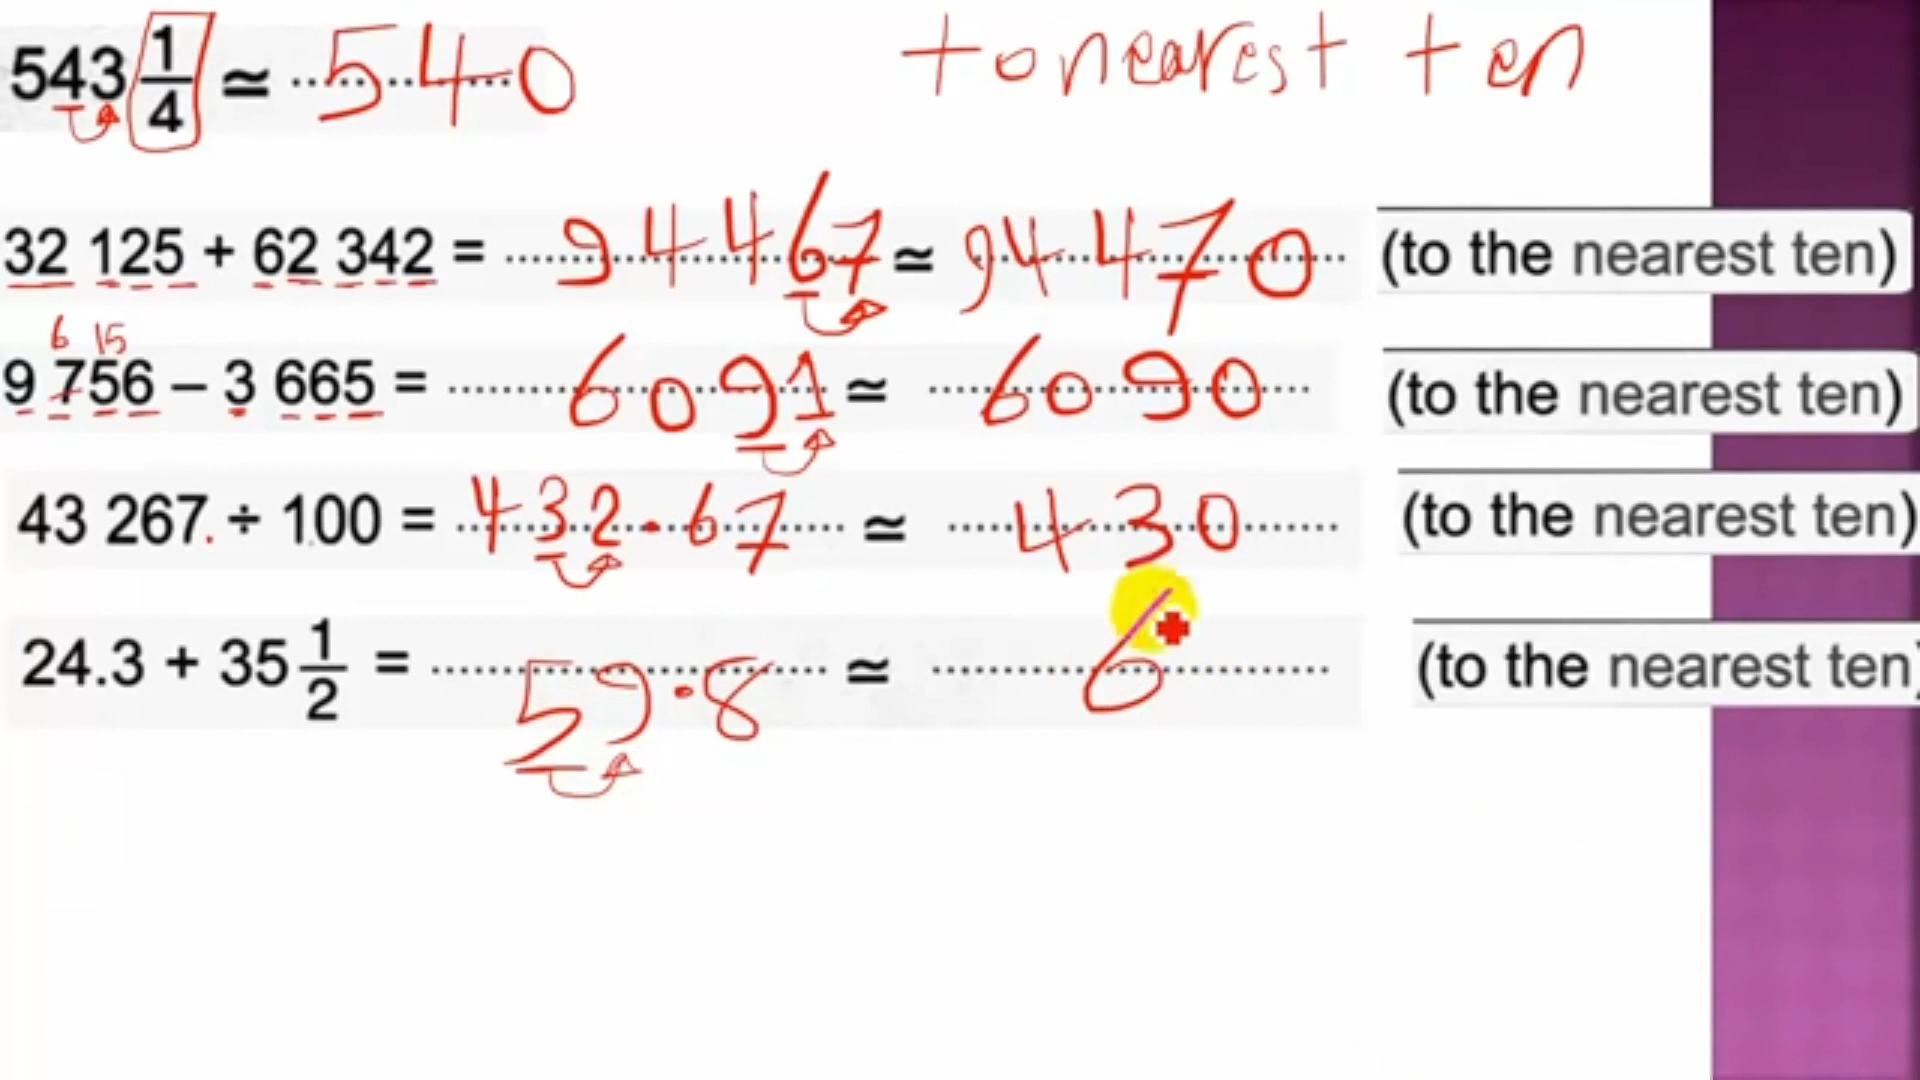 543 1/4 ≃ 540 to nearest ten
32 125 + 62 342 = 94467 ≃ 94470 (to the nearest ten)
6 15
9 756 – 3 665 = 6091 ≃ 6090 (to the nearest ten)
43 267. ÷ 100 = 432.67 ≃ 430 (to the nearest ten)
24.3 + 35 1/2 = 59.8 ≃ 6 (to the nearest ten)